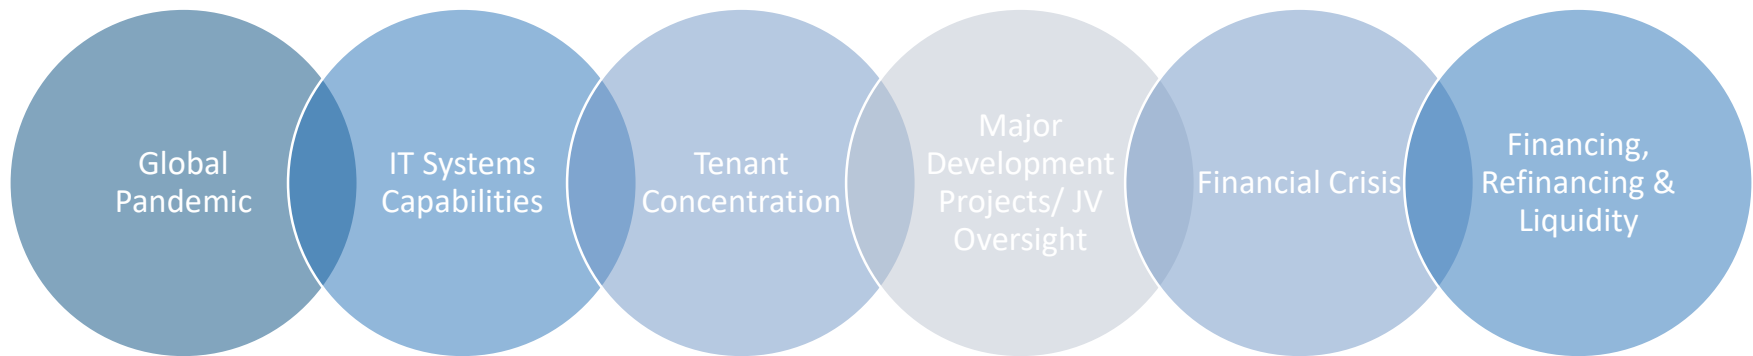 Global
Pandemic
IT Systems
Capabilities
Tenant
Concentration
Major
Development
Projects/ JV
Oversight
Financial Crisis
Financing,
Refinancing &
Liquidity